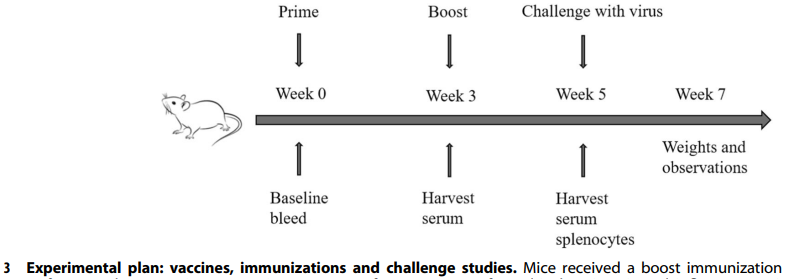 Prime
Boost
Challenge with virus
Week 0
Week 3
Week 5
Week 7
Weights and
observations
Baseline
bleed
Harvest
serum
Harvest
serum
splenocytes
3 Experimental plan: vaccines, immunizations and challenge studies. Mice received a boost immunization